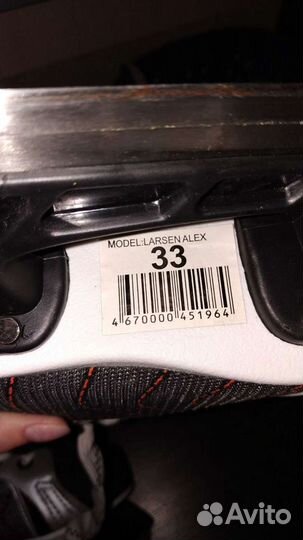 MODEL:LARSEN ALEX
33
4 670000 451964
Avito